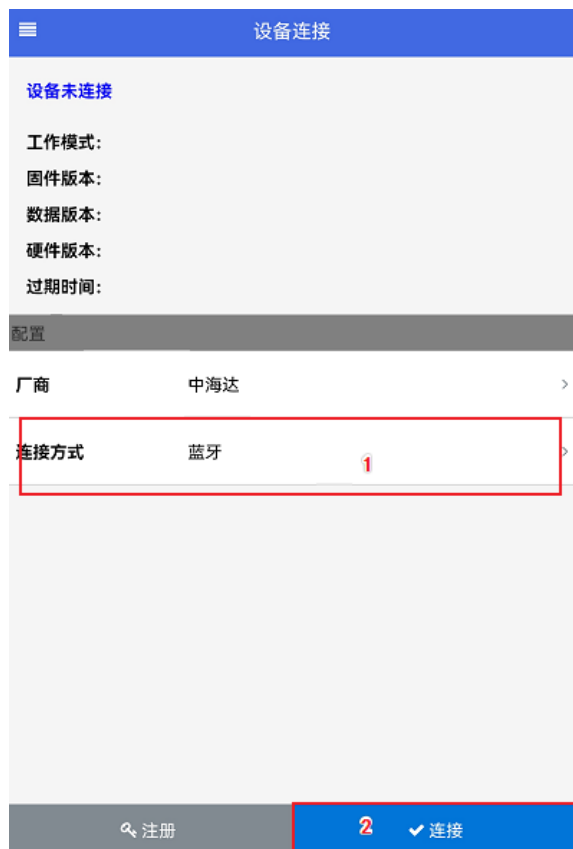 设备连接
设备未连接
工作模式:
固件版本:
数据版本:
硬件版本:
过期时间:
配置
厂商 中海达
连接方式 蓝牙 1
注册 2 连接